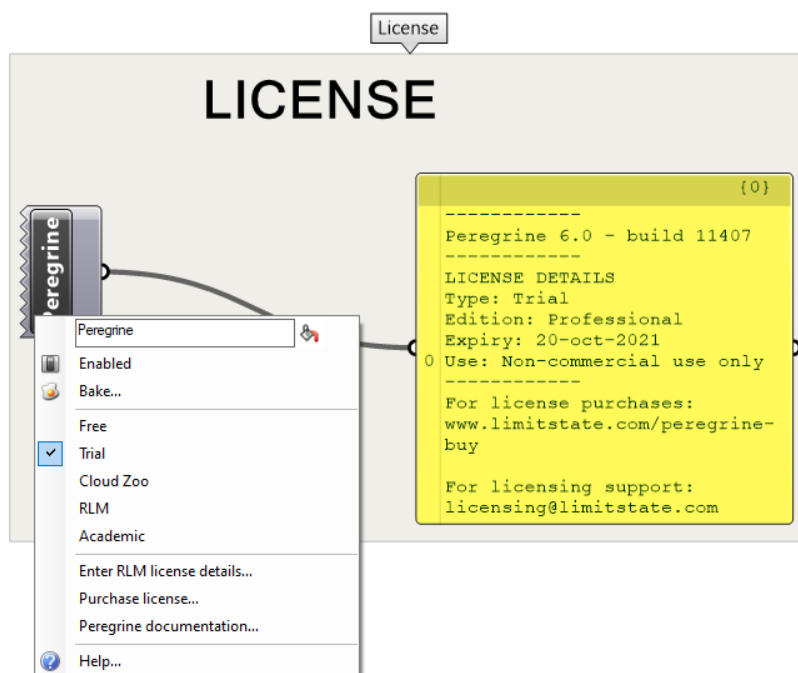 License
LICENSE
Peregrine
{0}
------------
Peregrine 6.0 - build 11407
------------
LICENSE DETAILS
Type: Trial
Edition: Professional
Expiry: 20-oct-2021
0 Use: Non-commercial use only
------------
For license purchases:
www.limitstate.com/peregrine-
buy
For licensing support:
licensing@limitstate.com
Peregrine
Enabled
Bake...
Free
Trial
Cloud Zoo
RLM
Academic
Enter RLM license details...
Purchase license...
Peregrine documentation...
Help...